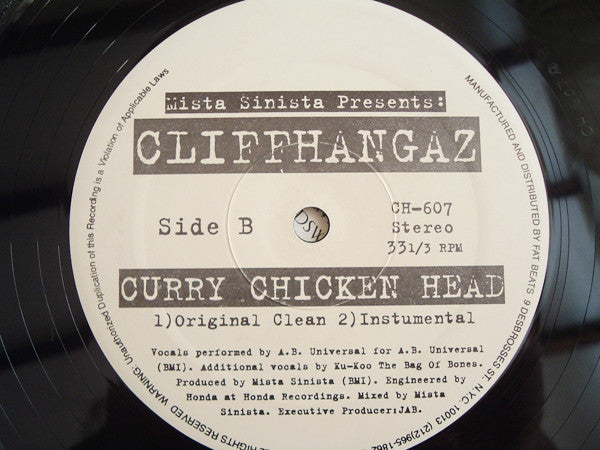 Mista Sinista Presents:
CLIFFHANGAZ
Side B
CH-607
Stereo
33 1/3 RPM
CURRY CHICKEN HEAD
1)Original Clean 2)Instumental
Vocals performed by A.B. Universal for A.B. Universal
(BMI). Additional vocals by Ku-Koo The Bag Of Bones.
Produced by Mista Sinista (BMI). Engineered by
Honda at Honda Recordings. Mixed by Mista
Sinista. Executive Producer:JAB.
MANUFACTURED AND DISTRIBUTED BY FAT BEATS 9 DESBROSSES ST. N.Y.C. 10013 (212)965-1862
RIGHTS RESERVED WARNING- Unauthorized Duplication of this Recording is a Violation of Applicable Laws
DSW